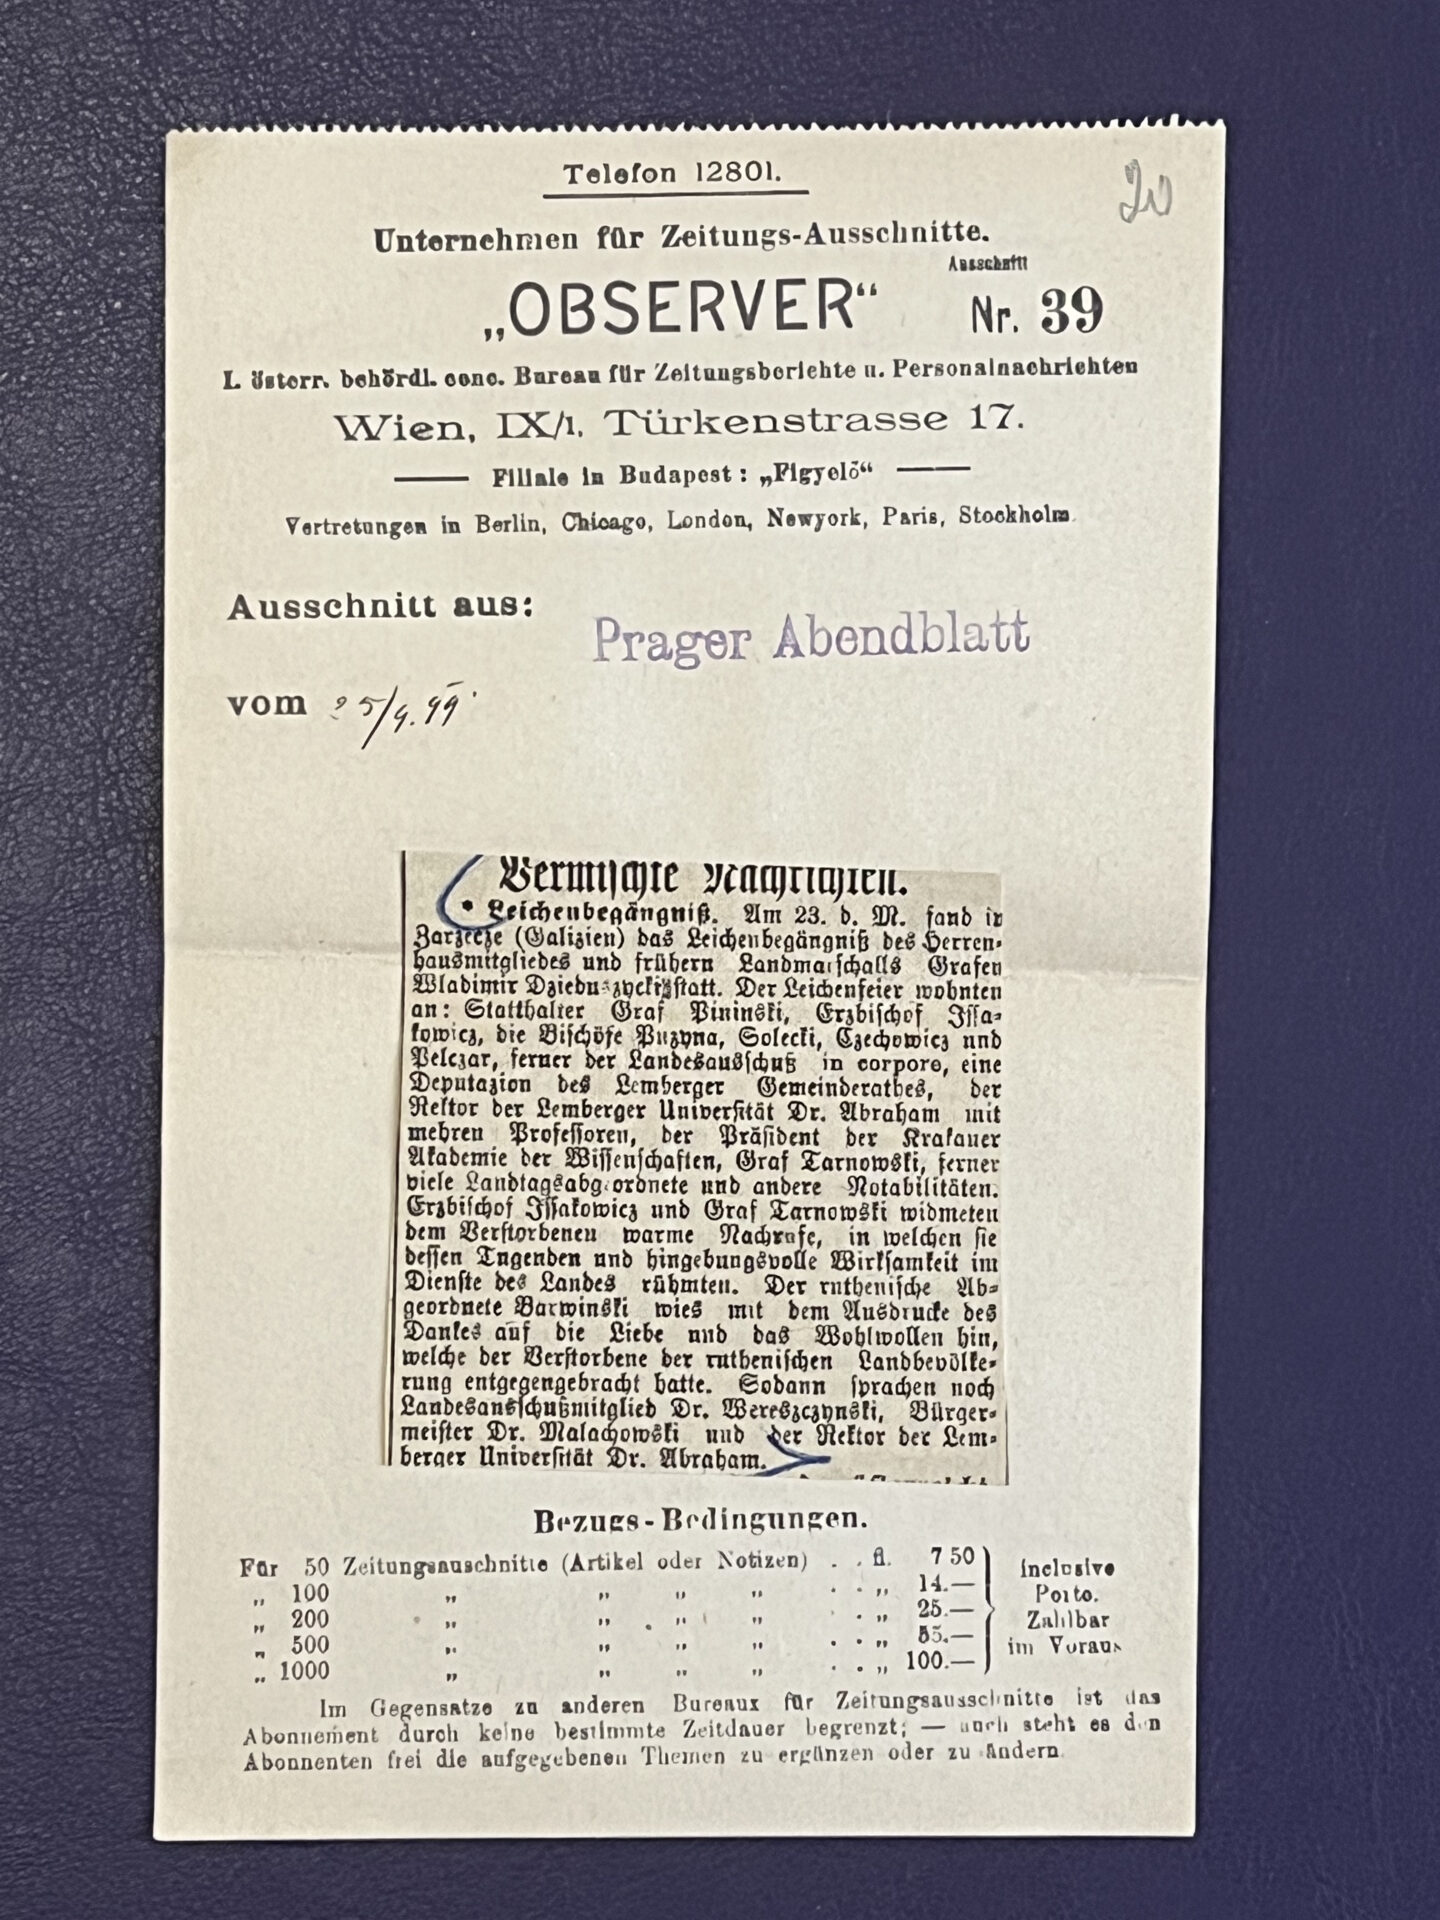 Telefon 12801.
20
Unternehmen für Zeitungs-Ausschnitte.
Ausschnitt
„OBSERVER“ Nr. 39
I. österr. behördl. conc. Bureau für Zeitungsberichte u. Personalnachrichten
Wien, IX/1, Türkenstrasse 17.
Filiale in Budapest: „Figyelő“
Vertretungen in Berlin, Chicago, London, Newyork, Paris, Stockholm.
Ausschnitt aus:
Prager Abendblatt
vom 25/9. 99.
Vermischte Nachrichten.
* Leichenbegängniß. Am 23. d. M. fand in
Zarzecze (Galizien) das Leichenbegängniß des Herren-
hausmitgliedes und frühern Landmarschalls Grafen
Wladimir Dzieduszycki statt. Der Leichenfeier wohnten
an: Statthalter Graf Pininski, Erzbischof Issa-
kowicz, die Bischöfe Puzyna, Solecki, Czechowicz und
Pelczar, ferner der Landesausschuß in corpore, eine
Deputazion des Lemberger Gemeinderathes, der
Rektor der Lemberger Universität Dr. Abraham mit
mehren Professoren, der Präsident der Krakauer
Akademie der Wissenschaften, Graf Tarnowski, ferner
viele Landtagsabgeordnete und andere Notabilitäten.
Erzbischof Issakowicz und Graf Tarnowski widmeten
dem Verstorbenen warme Nachrufe, in welchen sie
dessen Tugenden und hingebungsvolle Wirksamkeit im
Dienste des Landes rühmten. Der ruthenische Ab-
geordnete Barwinski wies mit dem Ausdrucke des
Dankes auf die Liebe und das Wohlwollen hin,
welche der Verstorbene der ruthenischen Landbevölke-
rung entgegengebracht hatte. Sodann sprachen noch
Landesausschußmitglied Dr. Wereszczynski, Bürger-
meister Dr. Malachowski und der Rektor der Lem-
berger Universität Dr. Abraham.
Bezugs-Bedingungen.
Für 50 Zeitungsauschnitte (Artikel oder Notizen) . . fl. 7 50
„ 100 „ „ „ „ . . „ 14.—
„ 200 „ „ „ „ . „ 25.—
„ 500 „ „ „ „ . . „ 55.—
„ 1000 „ „ „ „ . . „ 100.—
Inclusive
Porto.
Zahlbar
im Voraus
Im Gegensatze zu anderen Bureaux für Zeitungsausschnitte ist das
Abonnement durch keine bestimmte Zeitdauer begrenzt; — auch steht es den
Abonnenten frei die aufgegebenen Themen zu ergänzen oder zu ändern.